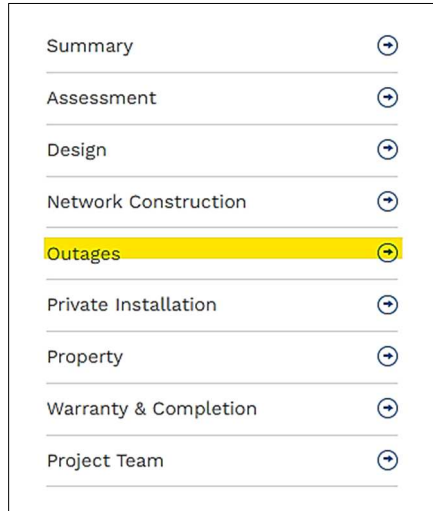 Summary
Assessment
Design
Network Construction
Outages
Private Installation
Property
Warranty & Completion
Project Team